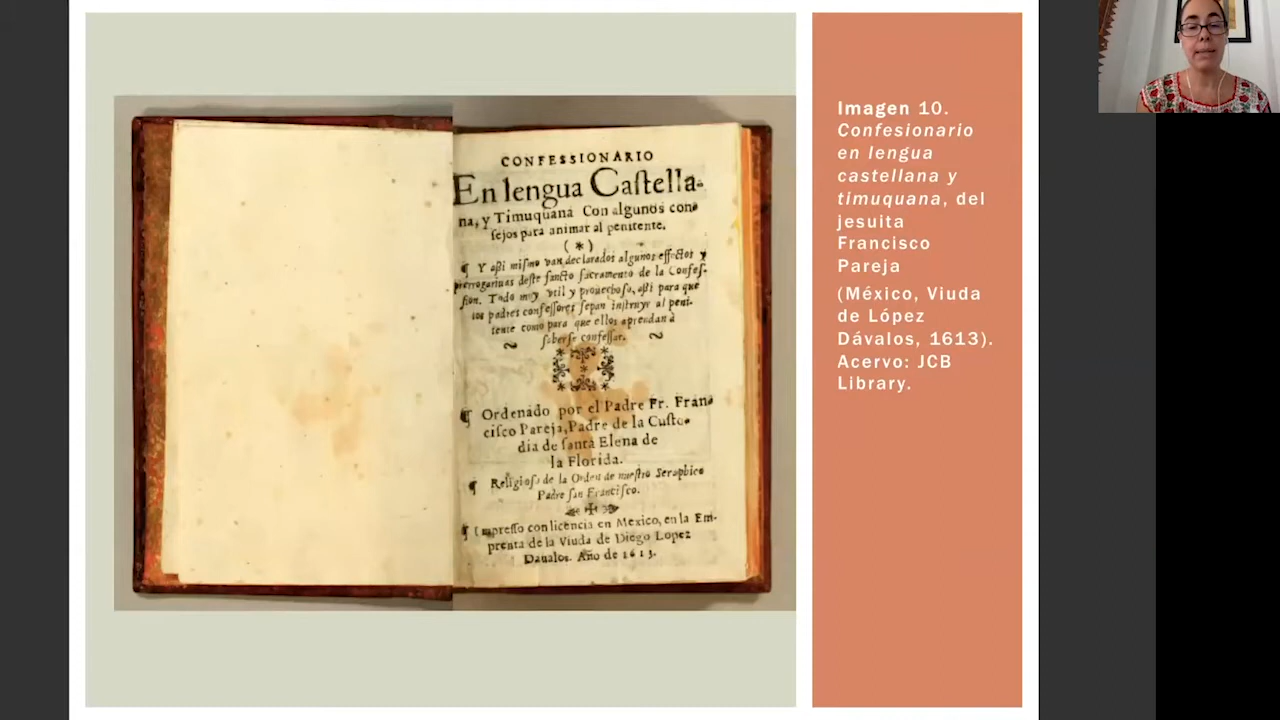 CONFESSIONARIO
En lengua Caſtella-
na, y Timuquana Con algunos con-
ſejos para animar al penitente.
(*)
¶ Y aſsi miſmo van declarados algunos effectos y
prerrogatiuas deſte ſancto ſacramento de la Confeſ-
ſion. Todo muy vtil y prouechoſo, aſsi para que
los padres confeſſores ſepan inſtruyr al peni-
tente como para que ellos aprendan à
ſaberſe confeſſar.
¶ Ordenado por el Padre Fr. Fran-
ciſco Pareja, Padre de la Cuſto-
dia de ſanta Elena de
la Florida.
¶ Religioſo de la Orden de nueſtro Seraphico
Padre ſan Franciſco.
¶ Impreſſo con licencia en Mexico, en la Em-
prenta de la Viuda de Diego Lopez
Daualos. Año de 1613.
Imagen 10.
Confesionario
en lengua
castellana y
timuquana, del
jesuita
Francisco
Pareja
(México, Viuda
de López
Dávalos, 1613).
Acervo: JCB
Library.